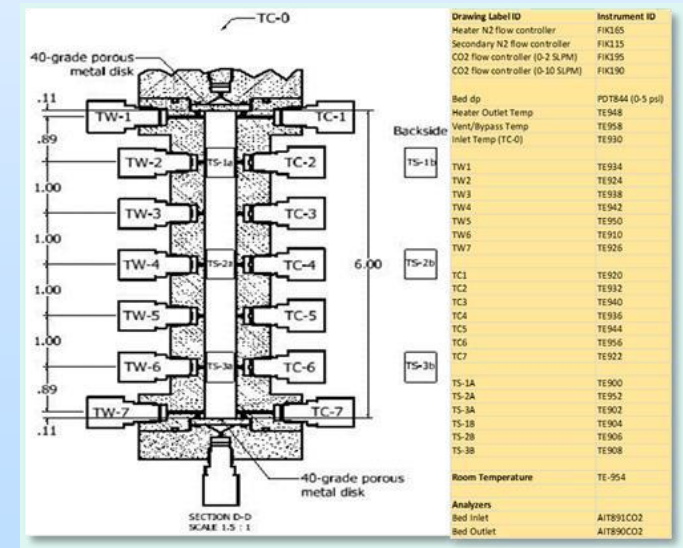 TC-0
40-grade porous
metal disk
.11
TW-1
TC-1
.89
Backside
TW-2
TS-1a
TC-2
TS-1b
1.00
TW-3
TC-3
1.00
TW-4
TS-2a
TC-4
6.00
TS-2b
1.00
TW-5
TC-5
1.00
TW-6
TS-3a
TC-6
TS-3b
.89
TW-7
TC-7
.11
40-grade porous
metal disk
SECTION D-D
SCALE 1.5 : 1
Drawing Label ID Instrument ID
Heater N2 flow controller FIK165
Secondary N2 flow controller FIK115
CO2 flow controller (0-2 SLPM) FIK195
CO2 flow controller (0-10 SLPM) FIK190
Bed dp PDT844 (0-5 psi)
Heater Outlet Temp TE948
Vent/Bypass Temp TE958
Inlet Temp (TC-0) TE930
TW1 TE934
TW2 TE924
TW3 TE938
TW4 TE942
TW5 TE950
TW6 TE910
TW7 TE926
TC1 TE920
TC2 TE932
TC3 TE940
TC4 TE936
TC5 TE944
TC6 TE956
TC7 TE922
TS-1A TE900
TS-2A TE952
TS-3A TE902
TS-1B TE904
TS-2B TE906
TS-3B TE908
Room Temperature TE-954
Analyzers
Bed Inlet AIT891CO2
Bed Outlet AIT890CO2